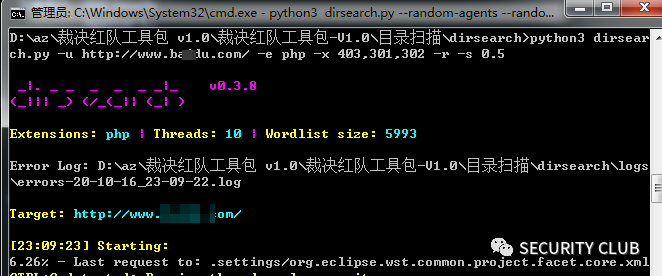 管理员: C:\Windows\System32\cmd.exe - python3 dirsearch.py --random-agents --rando...
D:\az\裁决红队工具包 v1.0\裁决红队工具包-V1.0\目录扫描\dirsearch>python3 dirsea
rch.py -u http://www.ba du.com/ -e php -x 403,301,302 -r -s 0.5
v0.3.8
Extensions: php | Threads: 10 | Wordlist size: 5993
Error Log: D:\az\裁决红队工具包 v1.0\裁决红队工具包-V1.0\目录扫描\dirsearch\logs
\errors-20-10-16_23-09-22.log
Target: http://www. om/
[23:09:23] Starting:
6.26% - Last request to: .settings/org.eclipse.wst.common.project.facet.core.xml
SECURITY CLUB